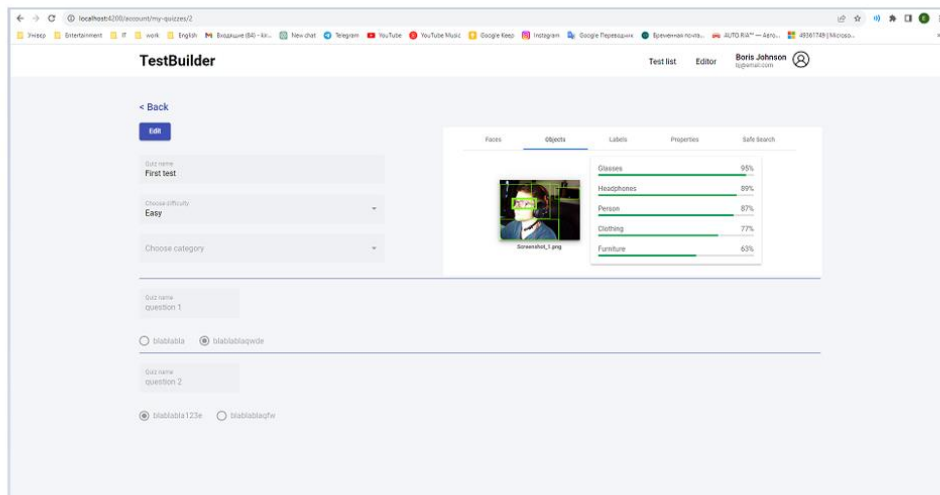 localhost:4200/account/my-quizzes/2
Универ Entertainment IT work English New chat Telegram YouTube YouTube Music Google Keep Instagram Google Переводчик
TestBuilder
Test list Editor Boris Johnson
< Back
Edit
Faces Objects Labels Properties Safe Search
Quiz name
First test
Choose difficulty
Easy
Choose category
Glasses 95%
Headphones 89%
Person 87%
Clothing 77%
Furniture 63%
Screenshot_1.png
Quiz name
question 1
blablabla blablablaqwde
Quiz name
question 2
blablabla123e blablablaqfw